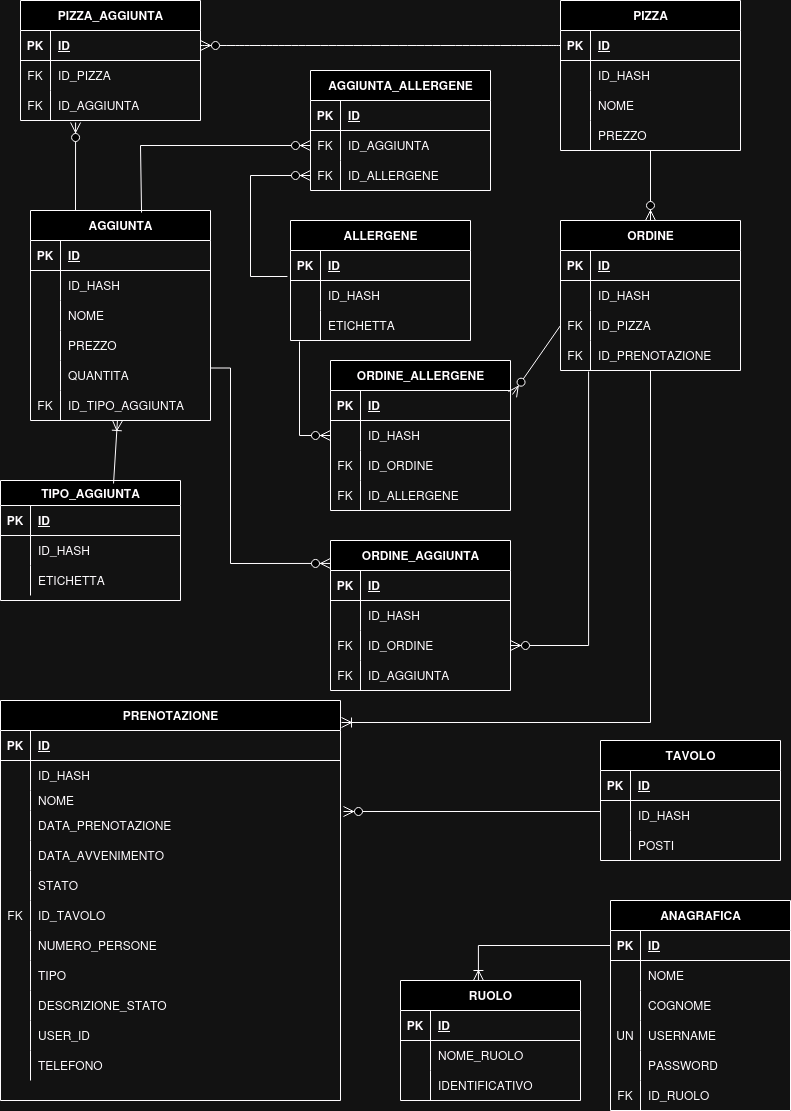 PIZZA_AGGIUNTA
PK ID
FK ID_PIZZA
FK ID_AGGIUNTA
PIZZA
PK ID
ID_HASH
NOME
PREZZO
AGGIUNTA_ALLERGENE
PK ID
FK ID_AGGIUNTA
FK ID_ALLERGENE
AGGIUNTA
PK ID
ID_HASH
NOME
PREZZO
QUANTITA
FK ID_TIPO_AGGIUNTA
ALLERGENE
PK ID
ID_HASH
ETICHETTA
ORDINE
PK ID
ID_HASH
FK ID_PIZZA
FK ID_PRENOTAZIONE
ORDINE_ALLERGENE
PK ID
ID_HASH
FK ID_ORDINE
FK ID_ALLERGENE
TIPO_AGGIUNTA
PK ID
ID_HASH
ETICHETTA
ORDINE_AGGIUNTA
PK ID
ID_HASH
FK ID_ORDINE
FK ID_AGGIUNTA
PRENOTAZIONE
PK ID
ID_HASH
NOME
DATA_PRENOTAZIONE
DATA_AVVENIMENTO
STATO
FK ID_TAVOLO
NUMERO_PERSONE
TIPO
DESCRIZIONE_STATO
USER_ID
TELEFONO
TAVOLO
PK ID
ID_HASH
POSTI
RUOLO
PK ID
NOME_RUOLO
IDENTIFICATIVO
ANAGRAFICA
PK ID
NOME
COGNOME
UN USERNAME
PASSWORD
FK ID_RUOLO